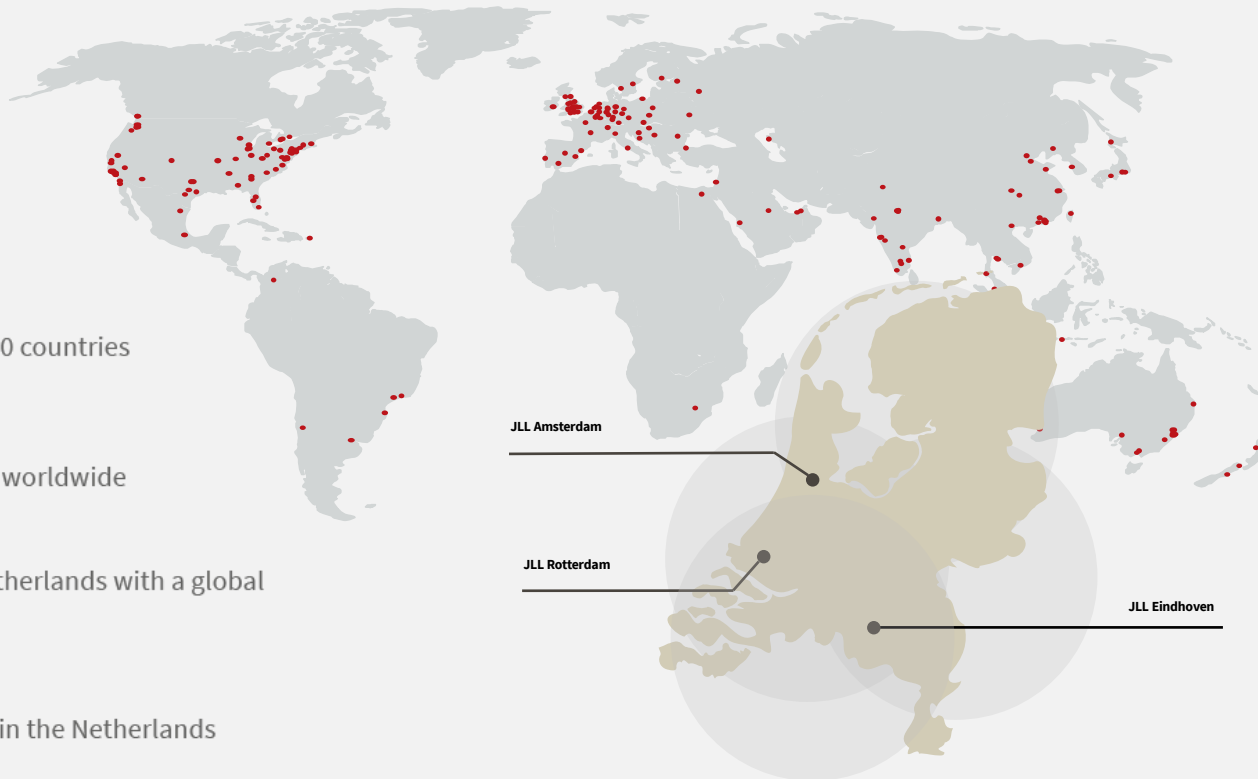 0 countries
JLL Amsterdam
worldwide
JLL Rotterdam
therlands with a global
JLL Eindhoven
in the Netherlands